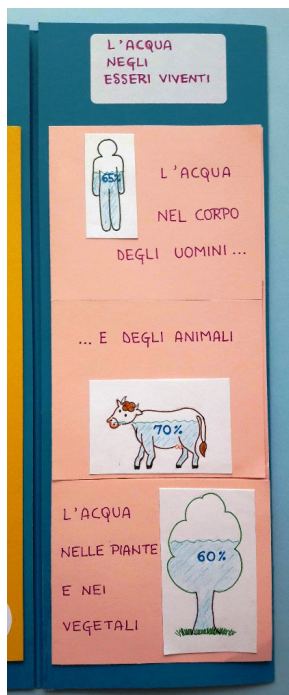 L'ACQUA
NEGLI
ESSERI VIVENTI
65%
L'ACQUA
NEL CORPO
DEGLI UOMINI...
... E DEGLI ANIMALI
70%
L'ACQUA
NELLE PIANTE
E NEI
VEGETALI
60%